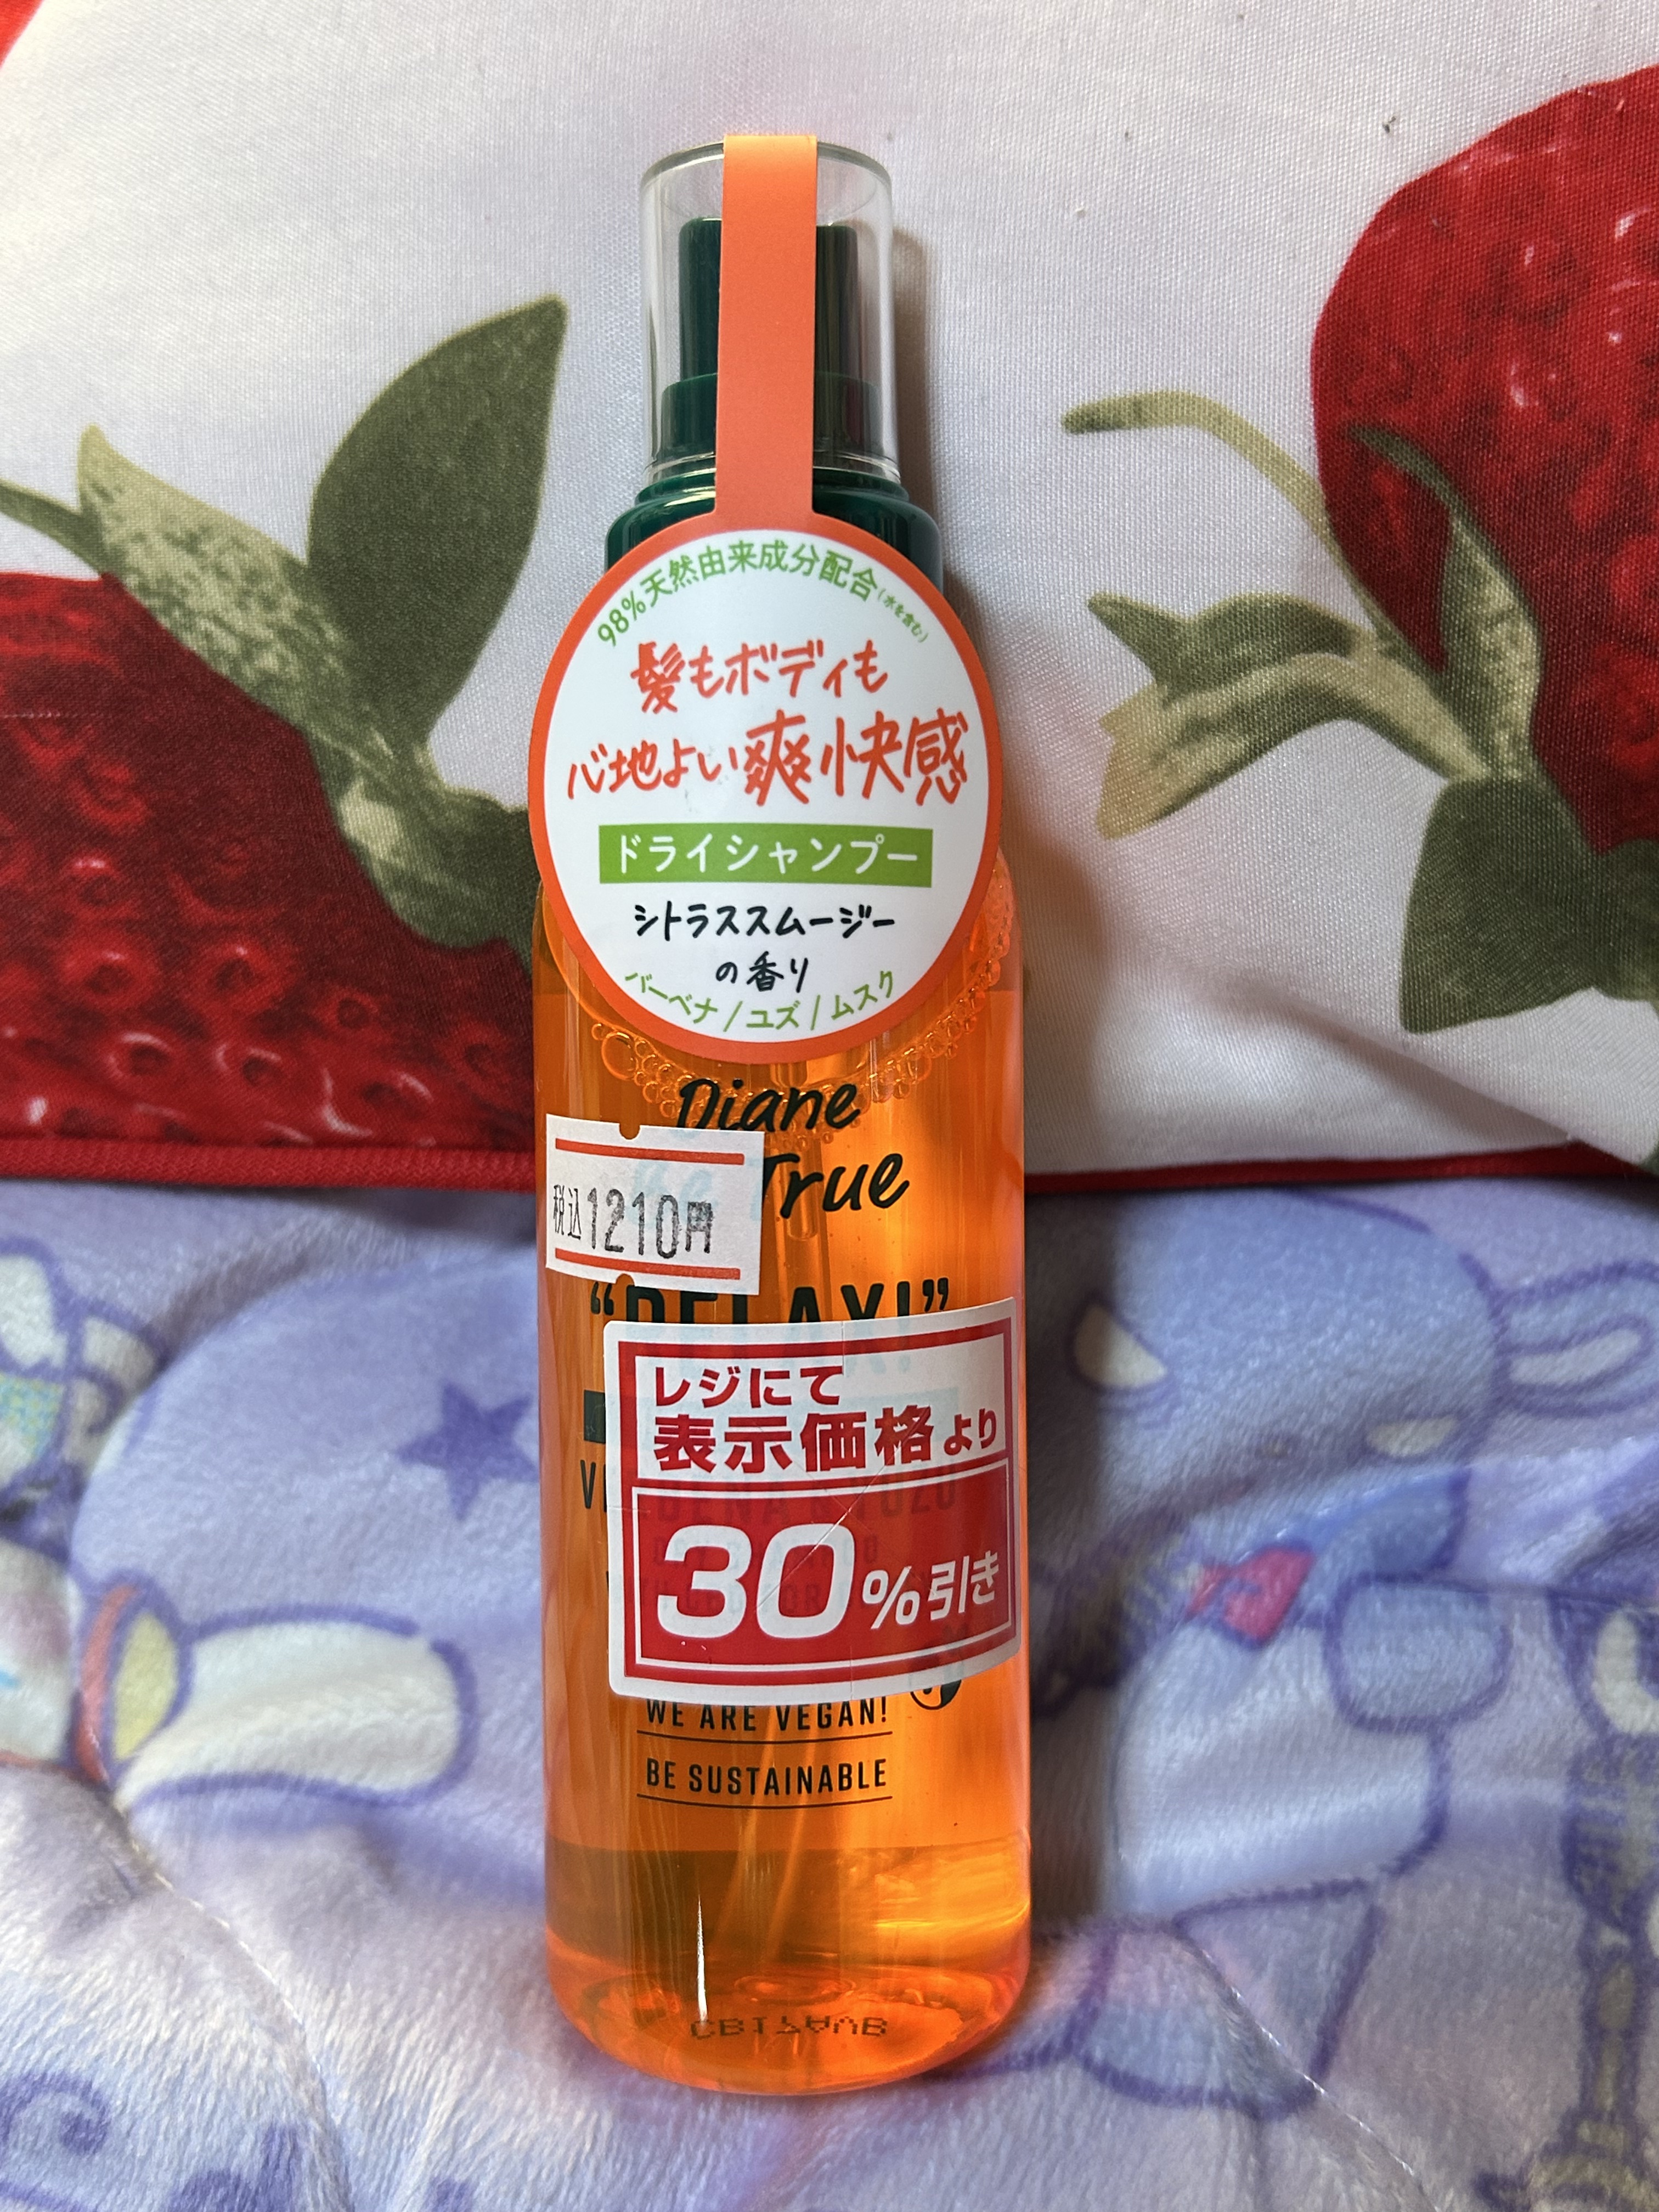 98%天然由来成分配合(水を含む)
髪もボディも
心地よい爽快感
ドライシャンプー
シトラススムージー
の香り
バーベナ/ユズ/ムスク
Diane
Be True
税込1210円
"RELAX!"
レジにて
表示価格より
VERBENA & YUZU
30%引き
WE ARE VEGAN!
BE SUSTAINABLE